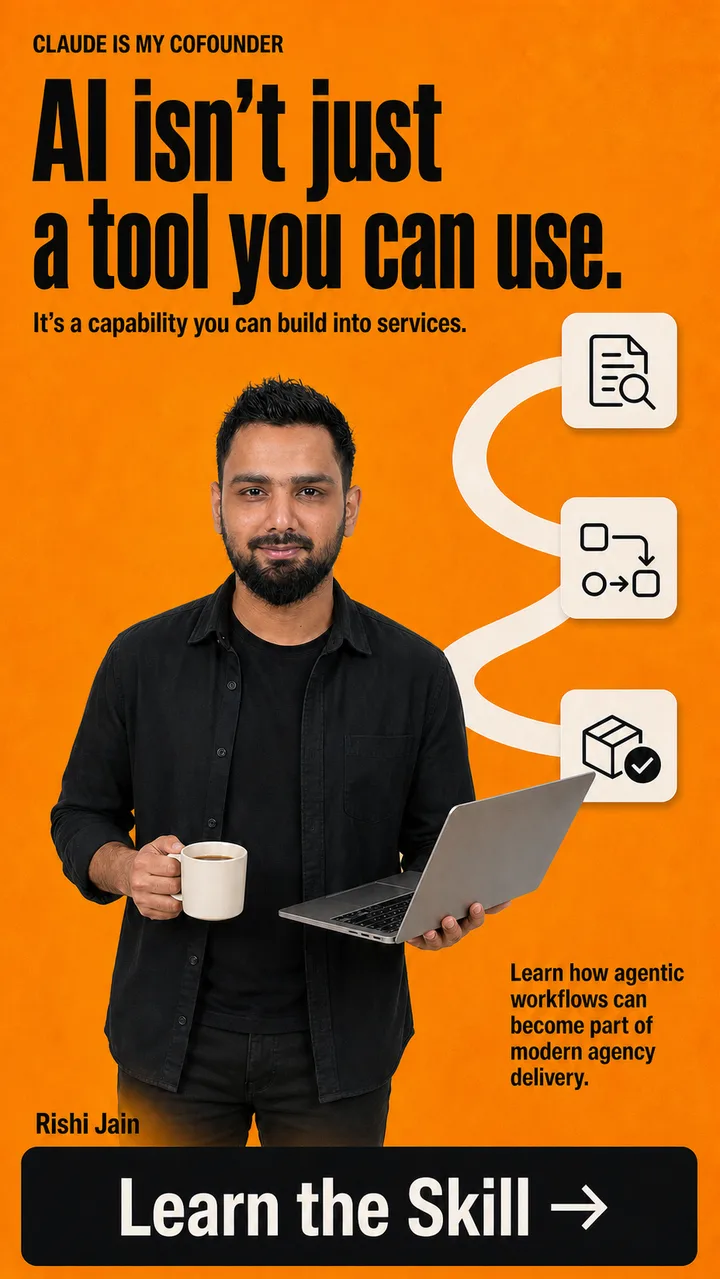 CLAUDE IS MY COFOUNDER
AI isn't just
a tool you can use.
It's a capability you can build into services.
Learn how agentic
workflows can
become part of
modern agency
delivery.
Rishi Jain
Learn the Skill →